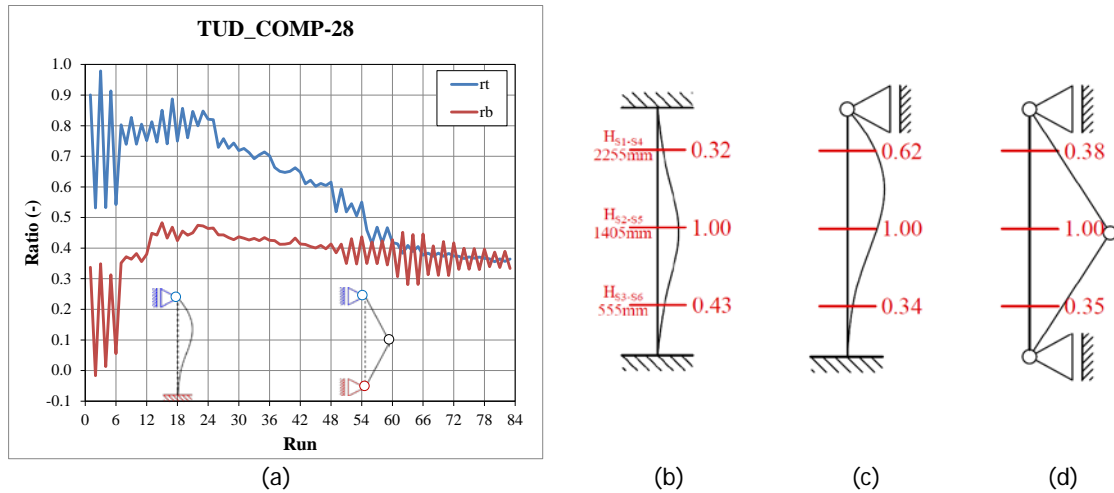 TUD_COMP-28
Ratio (-)
1.0
0.9
0.8
0.7
0.6
0.5
0.4
0.3
0.2
0.1
0.0
-0.1
rt
rb
0 6 12 18 24 30 36 42 48 54 60 66 72 78 84
Run
(a)
HS1-S4
2255mm
0.32
HS2-S5
1405mm
1.00
HS3-S6
555mm
0.43
(b)
0.62
1.00
0.34
(c)
0.38
1.00
0.35
(d)